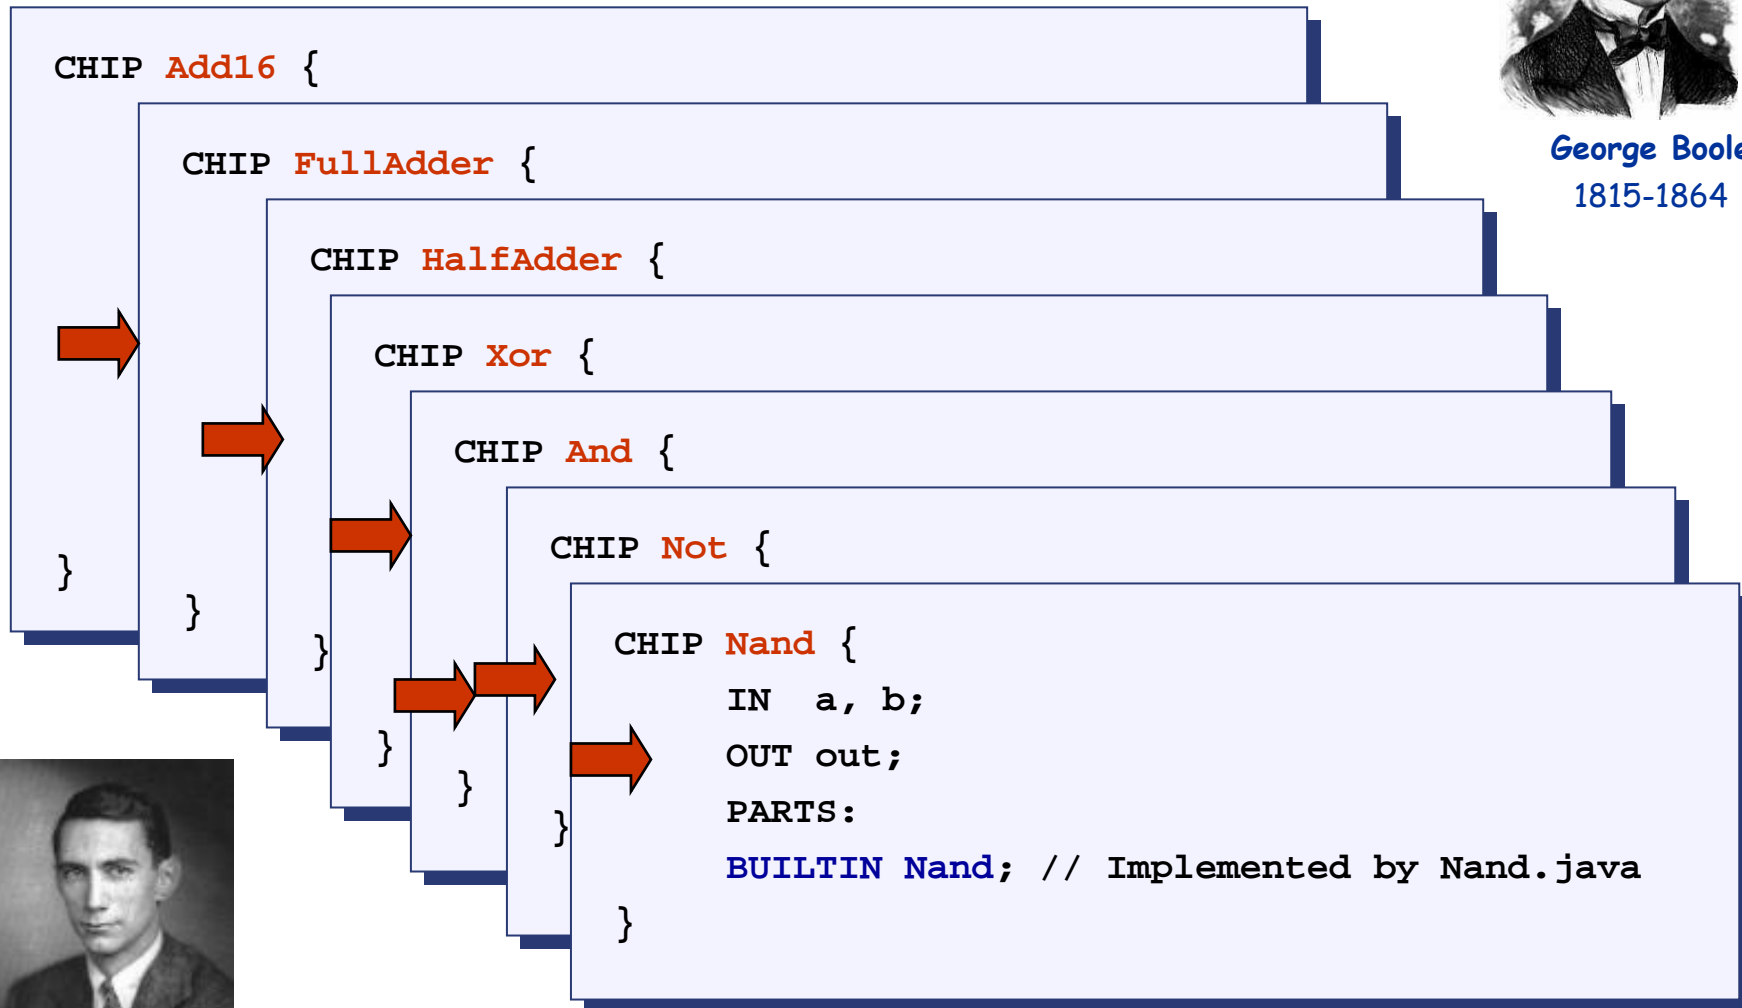 CHIP Add16 {
CHIP FullAdder {
CHIP HalfAdder {
CHIP Xor {
CHIP And {
CHIP Not {
CHIP Nand {
IN a, b;
OUT out;
PARTS:
BUILTIN Nand; // Implemented by Nand.java
}
}
}
}
}
}
}
George Boole
1815-1864